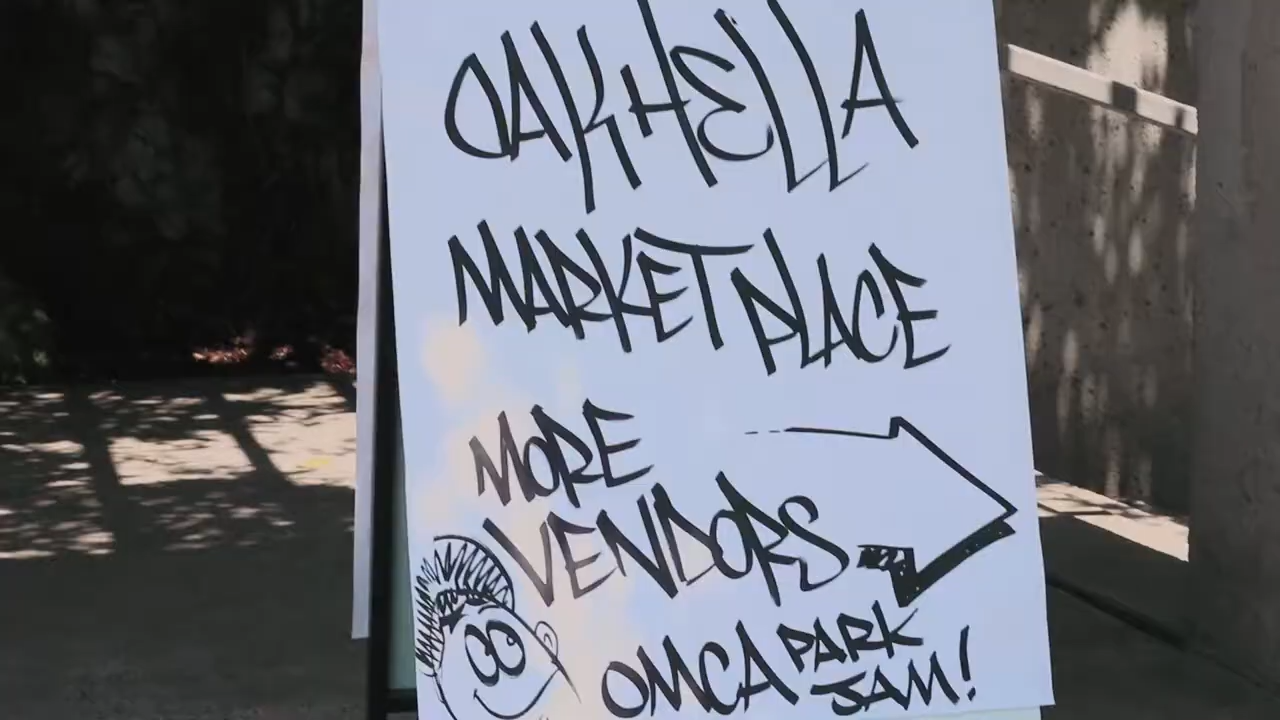 OAKHELLA
MARKETPLACE
MORE
VENDORS
OMCA PARK
JAM!